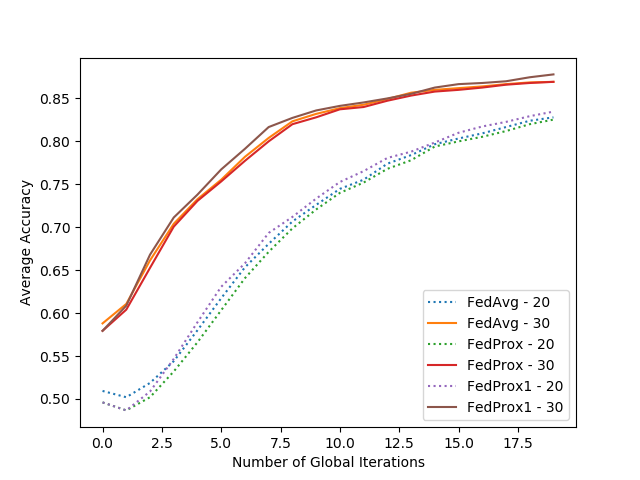 0.85
0.80
0.75
0.70
0.65
0.60
0.55
0.50
Average Accuracy
FedAvg - 20
FedAvg - 30
FedProx - 20
FedProx - 30
FedProx1 - 20
FedProx1 - 30
0.0 2.5 5.0 7.5 10.0 12.5 15.0 17.5
Number of Global Iterations